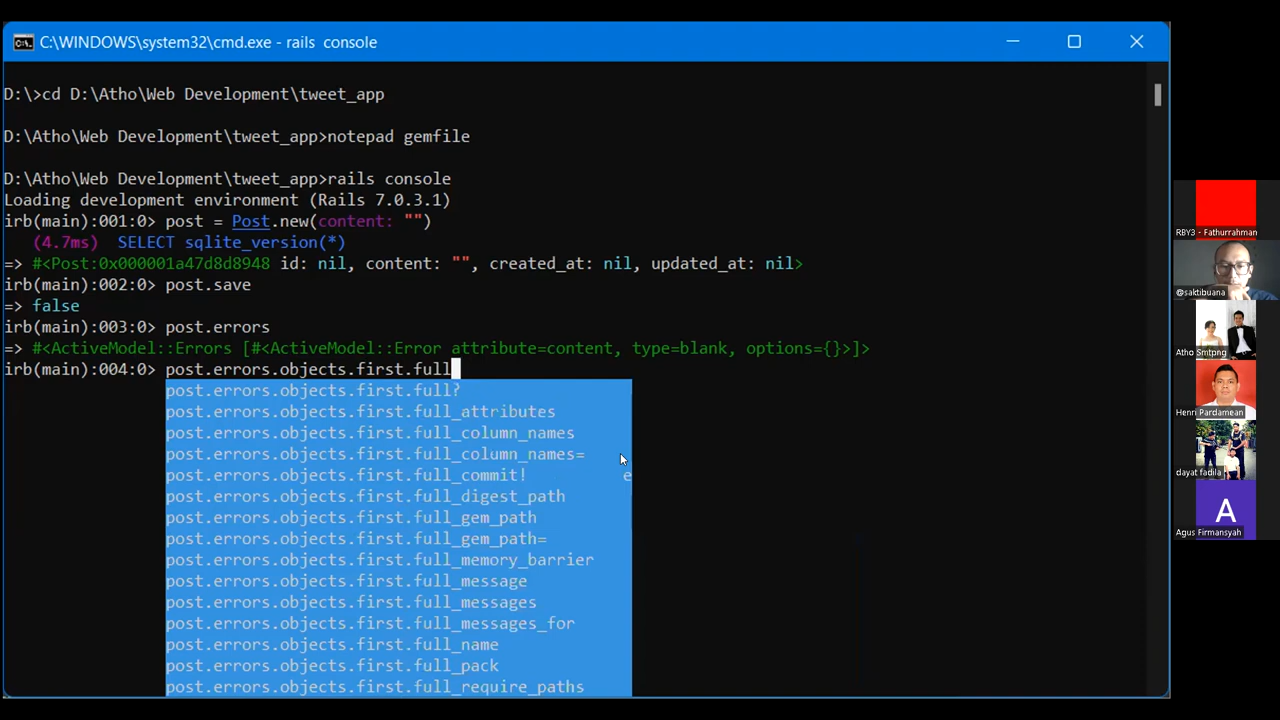 C:\WINDOWS\system32\cmd.exe - rails  console
D:\>cd D:\Atho\Web Development\tweet_app
D:\Atho\Web Development\tweet_app>notepad gemfile
D:\Atho\Web Development\tweet_app>rails console
Loading development environment (Rails 7.0.3.1)
irb(main):001:0> post = Post.new(content: "")
   (4.7ms)  SELECT sqlite_version(*)
=> #<Post:0x000001a47d8d8948 id: nil, content: "", created_at: nil, updated_at: nil>
irb(main):002:0> post.save
=> false
irb(main):003:0> post.errors
=> #<ActiveModel::Errors [#<ActiveModel::Error attribute=content, type=blank, options={}>]>
irb(main):004:0> post.errors.objects.first.full
post.errors.objects.first.full?
post.errors.objects.first.full_attributes
post.errors.objects.first.full_column_names
post.errors.objects.first.full_column_names=
post.errors.objects.first.full_commit!          e
post.errors.objects.first.full_digest_path
post.errors.objects.first.full_gem_path
post.errors.objects.first.full_gem_path=
post.errors.objects.first.full_memory_barrier
post.errors.objects.first.full_message
post.errors.objects.first.full_messages
post.errors.objects.first.full_messages_for
post.errors.objects.first.full_name
post.errors.objects.first.full_pack
post.errors.objects.first.full_require_paths
RBY3 - Fathurrahman
@saktibuana
Atho Smtpng
Henri Pardamean
dayat fadila
A
Agus Firmansyah